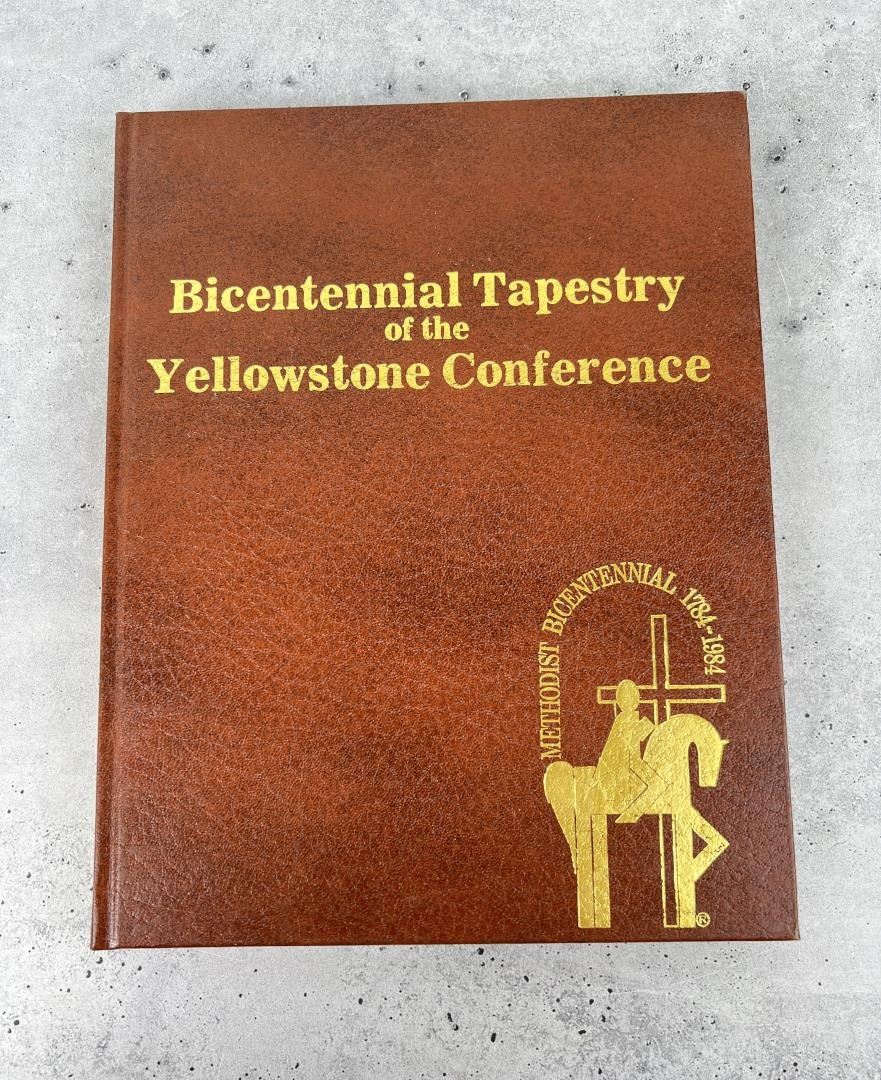 Bicentennial Tapestry
of the
Yellowstone Conference
METHODIST BICENTENNIAL 1784-1984
®